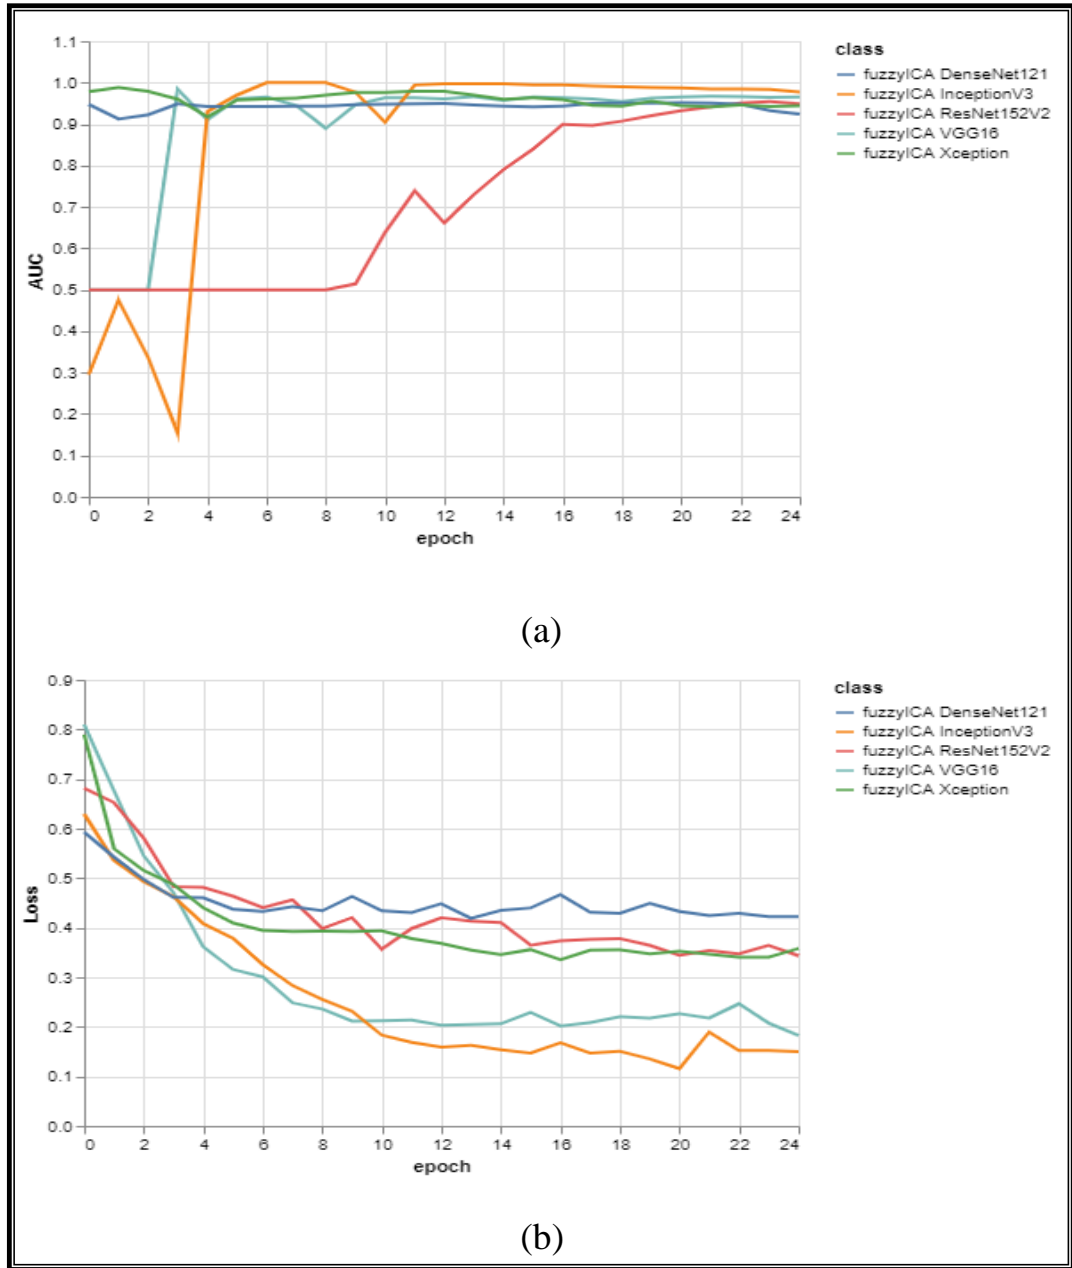 1.1
1.0
0.9
0.8
0.7
0.6
0.5
0.4
0.3
0.2
0.1
0.0
AUC
0 2 4 6 8 10 12 14 16 18 20 22 24
epoch
class
fuzzyICA DenseNet121
fuzzyICA InceptionV3
fuzzyICA ResNet152V2
fuzzyICA VGG16
fuzzyICA Xception
(a)
0.9
0.8
0.7
0.6
0.5
0.4
0.3
0.2
0.1
0.0
Loss
0 2 4 6 8 10 12 14 16 18 20 22 24
epoch
class
fuzzyICA DenseNet121
fuzzyICA InceptionV3
fuzzyICA ResNet152V2
fuzzyICA VGG16
fuzzyICA Xception
(b)